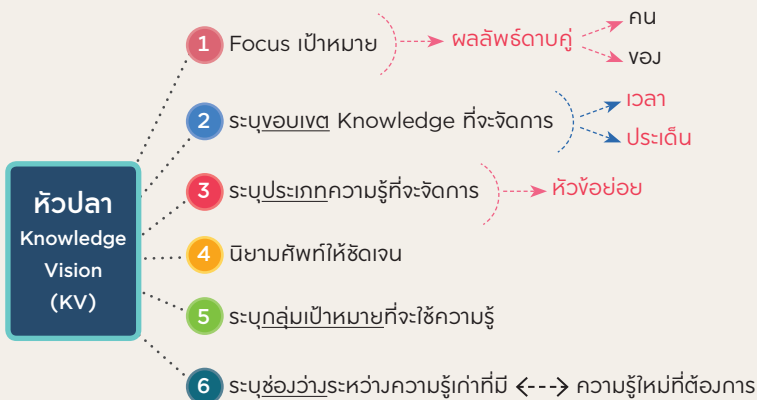 หัวปลา
Knowledge
Vision
(KV)
1 Focus เป้าหมาย
ผลลัพธ์ดาบคู่
คน
ของ
2 ระบุขอบเขต Knowledge ที่จะจัดการ
เวลา
ประเด็น
3 ระบุประเภทความรู้ที่จะจัดการ
หัวข้อย่อย
4 นิยามศัพท์ให้ชัดเจน
5 ระบุกลุ่มเป้าหมายที่จะใช้ความรู้
6 ระบุช่องว่างระหว่างความรู้เก่าที่มี ความรู้ใหม่ที่ต้องการ